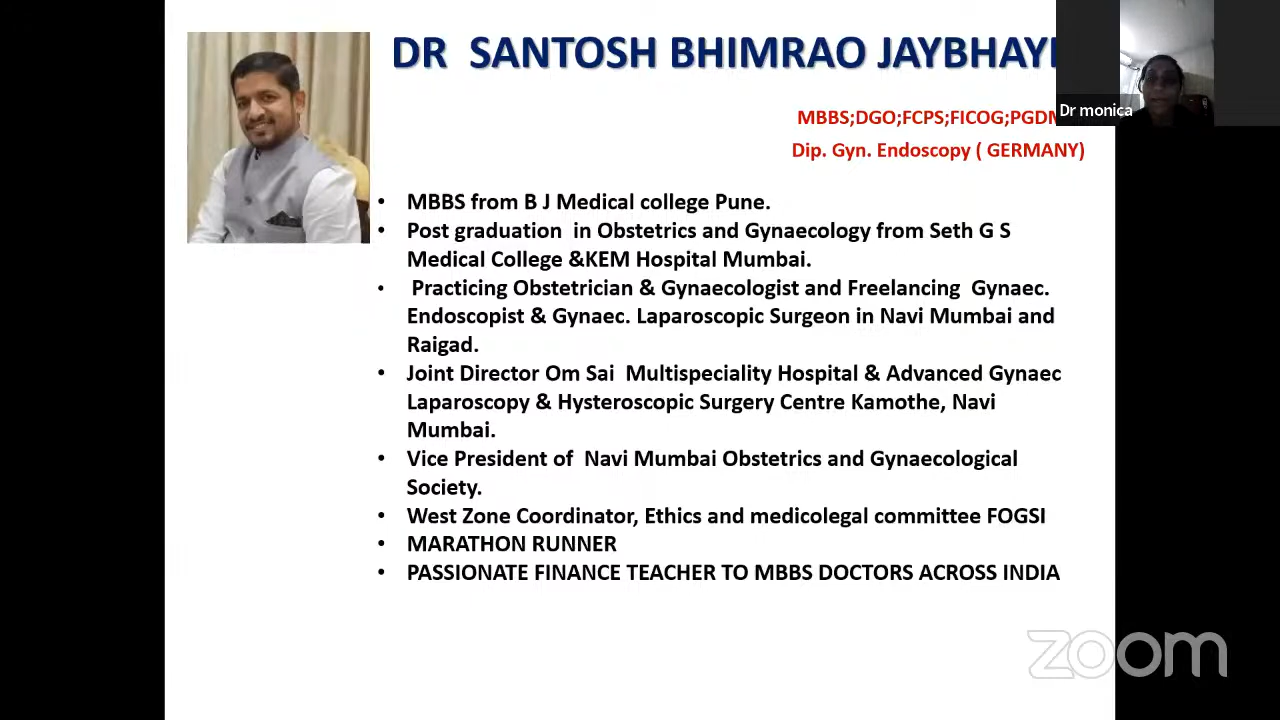 DR SANTOSH BHIMRAO JAYBHAY
MBBS;DGO;FCPS;FICOG;PGDM
Dr monica
Dip. Gyn. Endoscopy ( GERMANY)
• MBBS from B J Medical college Pune.
• Post graduation in Obstetrics and Gynaecology from Seth G S
Medical College &KEM Hospital Mumbai.
• Practicing Obstetrician & Gynaecologist and Freelancing Gynaec.
Endoscopist & Gynaec. Laparoscopic Surgeon in Navi Mumbai and
Raigad.
• Joint Director Om Sai Multispeciality Hospital & Advanced Gynaec
Laparoscopy & Hysteroscopic Surgery Centre Kamothe, Navi
Mumbai.
• Vice President of Navi Mumbai Obstetrics and Gynaecological
Society.
• West Zone Coordinator, Ethics and medicolegal committee FOGSI
• MARATHON RUNNER
• PASSIONATE FINANCE TEACHER TO MBBS DOCTORS ACROSS INDIA
zoom